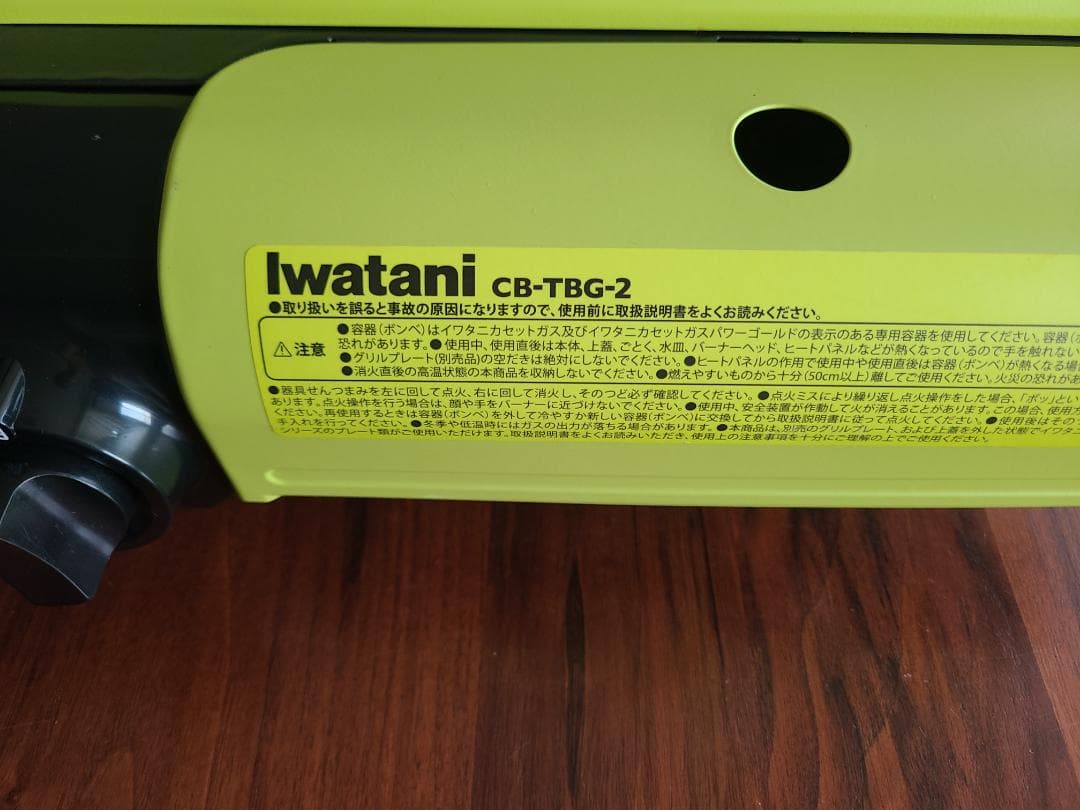 Iwatani CB-TBG-2
●取り扱いを誤ると事故の原因になりますので、使用前に取扱説明書をよくお読みください。
⚠注意
●容器(ボンベ)はイワタニカセットガス及びイワタニカセットガスパワーゴールドの表示のある専用容器を使用してください。容器(ボ
恐れがあります。●使用中、使用直後は本体、上蓋、ごとく、水皿、バーナーヘッド、ヒートパネルなどが熱くなっているので手を触れない
●グリルプレート(別売品)の空だきは絶対にしないでください。●ヒートパネルの作用で使用中や使用直後は容器(ボンベ)が熱くなる場合
●消火直後の高温状態の本商品を収納しないでください。●燃えやすいものから十分(50cm以上)離してご使用ください。火災の恐れがあ
●器具せんつまみを左に回して点火、右に回して消火し、そのつど必ず確認してください。●点火ミスにより繰り返し点火操作をした場合、「ボッ」とい
あります。点火操作を行う場合は、顔や手をバーナーに近づけないでください。●使用中、安全装置が作動して火が消えることがあります。この場合、使用方
ください。再使用するときは容器(ボンベ)を外して冷やすか新しい容器(ボンベ)に交換してから取扱説明書に従って点火してください。●使用後はそのつ
手入れを行ってください。●冬季や低温時にはガスの出力が落ちる場合があります。●本商品は、別売のグリルプレート、および上蓋を外した状態でイワタニ
シリーズのプレート類がご使用いただけます。取扱説明書をよくお読みいただき、使用上の注意事項を十分にご理解の上でご使用ください。